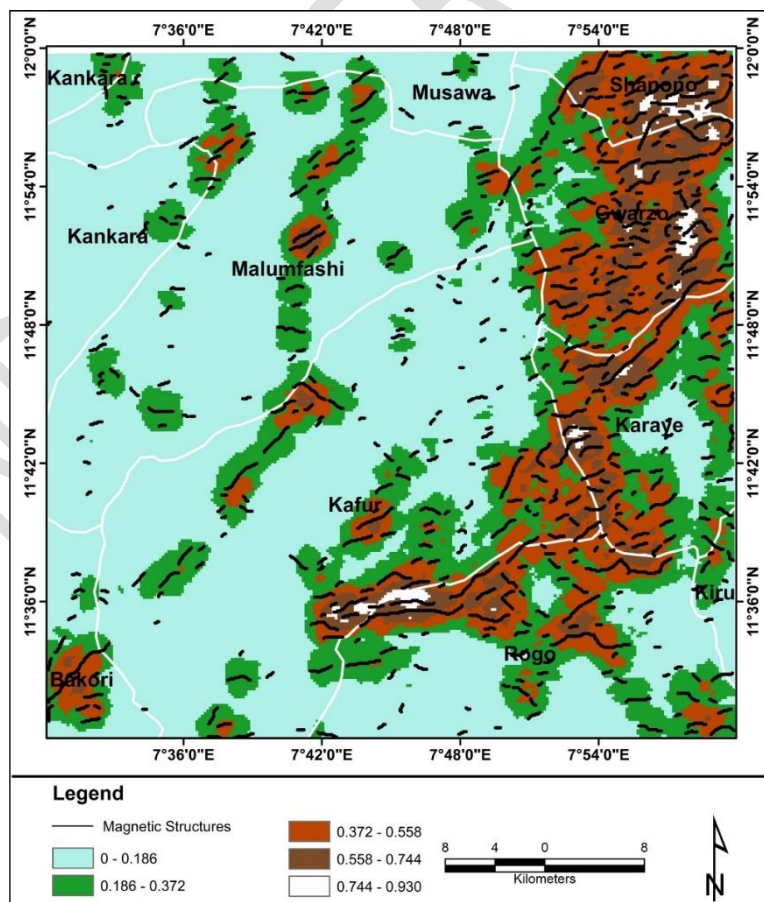 7°36'0"E 7°42'0"E 7°48'0"E 7°54'0"E
12°0'0"N 12°0'0"N
Kankara Musawa Shanono
11°54'0"N 11°54'0"N
Kankara Gwarzo
Malumfashi
11°48'0"N 11°48'0"N
Karaye
11°42'0"N 11°42'0"N
Kafur
11°36'0"N Kiru 11°36'0"N
Rogo
Bakori
7°36'0"E 7°42'0"E 7°48'0"E 7°54'0"E
Legend
Magnetic Structures
0 - 0.186
0.186 - 0.372
0.372 - 0.558
0.558 - 0.744
0.744 - 0.930
8 4 0 8
Kilometers
N